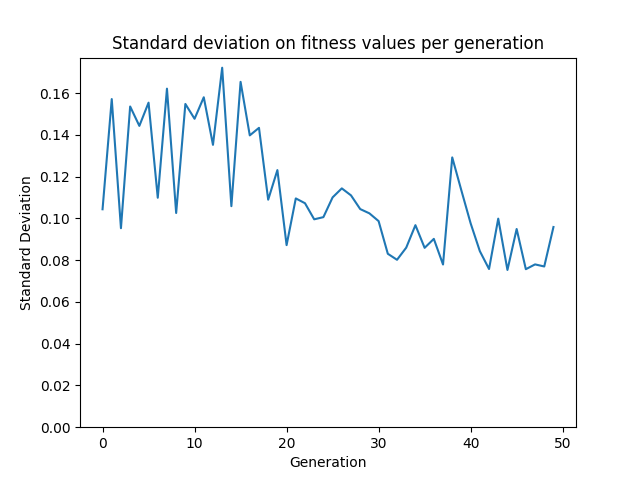 Standard deviation on fitness values per generation
Standard Deviation
0.16
0.14
0.12
0.10
0.08
0.06
0.04
0.02
0.00
0 10 20 30 40 50
Generation